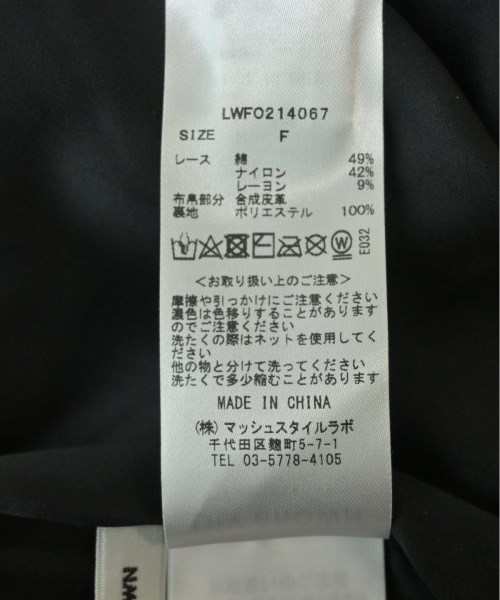 LWFO214067
SIZE F
レース 綿 49%
ナイロン 42%
レーヨン 9%
布帛部分 合成皮革
裏地 ポリエステル 100%
W
E032
<お取り扱い上のご注意>
摩擦や引っかけにご注意ください
濃色は色移りすることがあります
のでご注意ください
洗たくの際はネットを使用してく
ださい
他の物と分けて洗ってください
洗たくで多少縮むことがあります
MADE IN CHINA
(株)マッシュスタイルラボ
千代田区麹町5-7-1
TEL 03-5778-4105